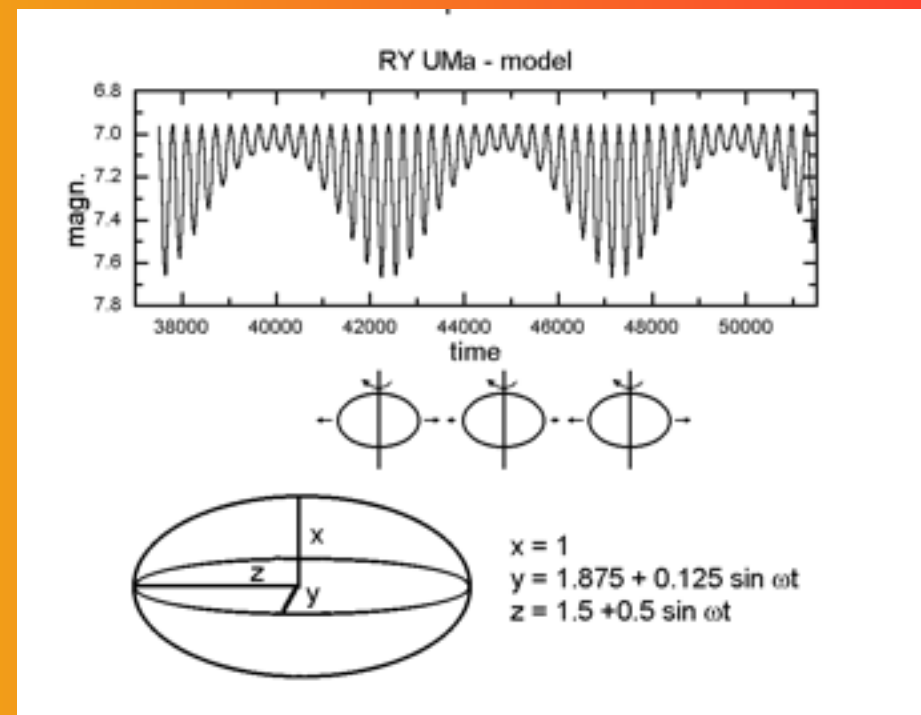 RY UMa - model
6.8
7.0
7.2
7.4
7.6
7.8
magn.
38000 40000 42000 44000 46000 48000 50000
time
x
z
y
x = 1
y = 1.875 + 0.125 sin ωt
z = 1.5 +0.5 sin ωt